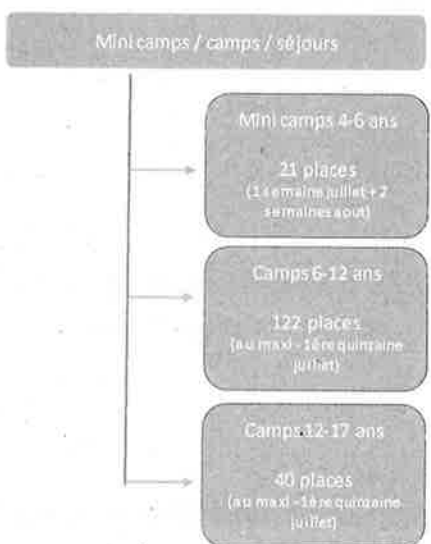 Mini camps / camps / séjours
Mini camps 4-6 ans
21 places
(1 semaine juillet + 2
semaines aout)
Camps 6-12 ans
122 places
(au maxi - 1ère quinzaine
juillet)
Camps 12-17 ans
40 places
(au maxi - 1ère quinzaine
juillet)